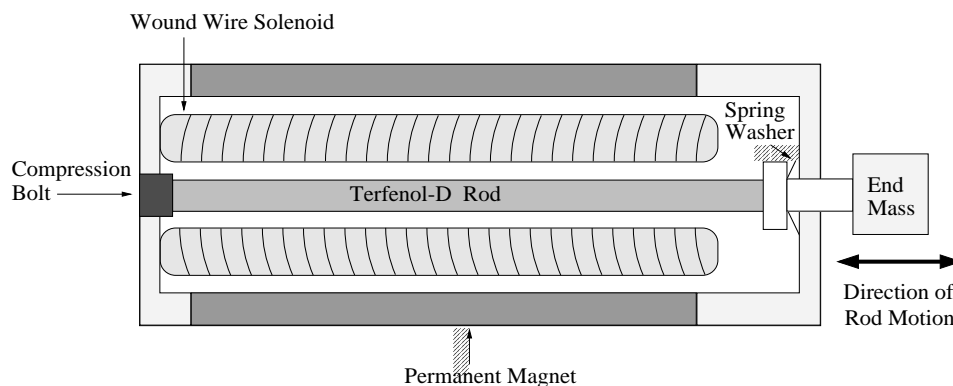 Wound Wire Solenoid
Spring
Washer
Compression
Bolt
Terfenol-D Rod
End
Mass
Direction of
Rod Motion
Permanent Magnet